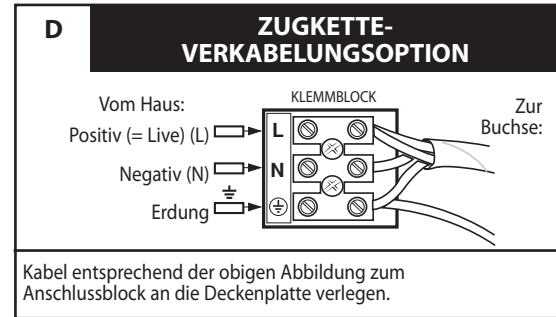 D
ZUGKETTE-
VERKABELUNGSOPTION
KLEMMBLOCK
Vom Haus:
Zur
Buchse:
Positiv (= Live) (L)
L
Negativ (N)
N
Erdung
Kabel entsprechend der obigen Abbildung zum
Anschlussblock an die Deckenplatte verlegen.